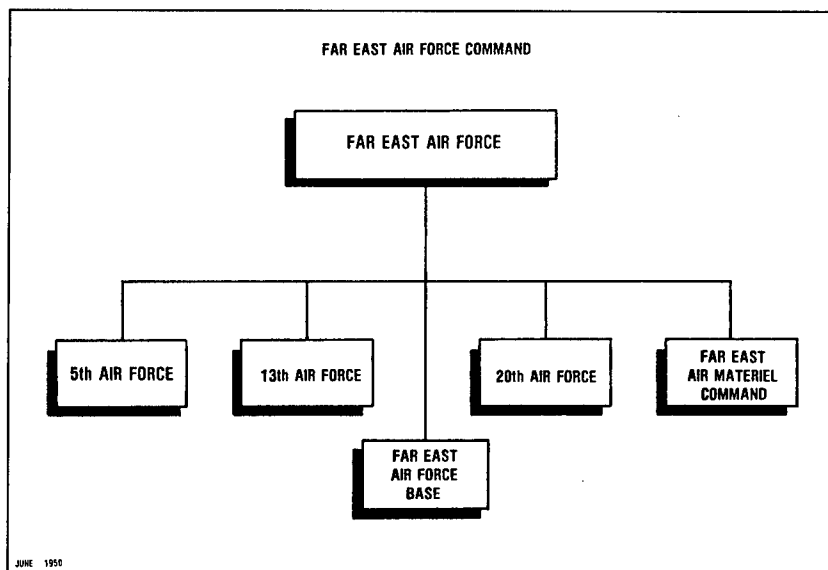 FAR EAST AIR FORCE COMMAND
FAR EAST AIR FORCE
5th AIR FORCE
13th AIR FORCE
20th AIR FORCE
FAR EAST
AIR MATERIEL
COMMAND
FAR EAST
AIR FORCE
BASE
JUNE 1950